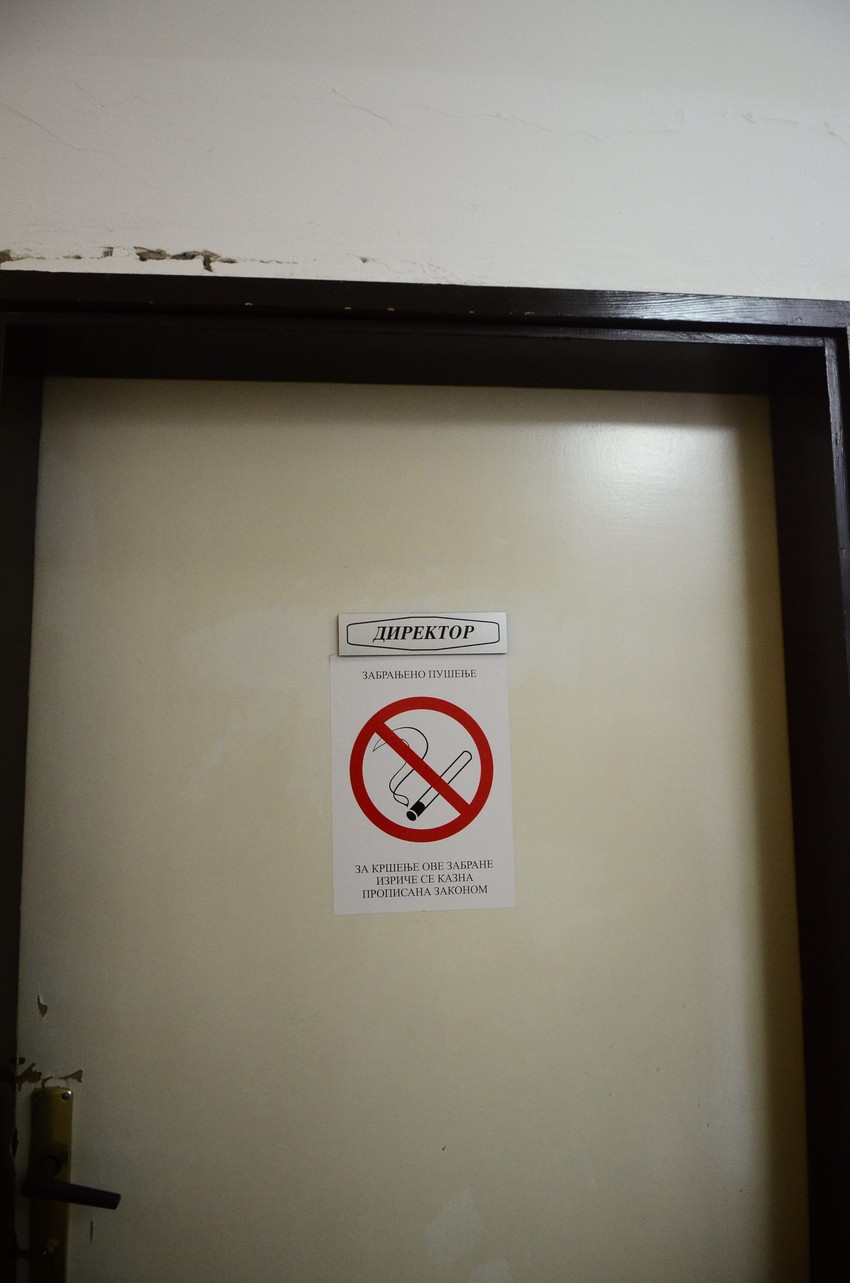 ДИРЕКТОР
ЗАБРАЊЕНО ПУШЕЊЕ
ЗА КРШЕЊЕ ОВЕ ЗАБРАНЕ
ИЗРИЧЕ СЕ КАЗНА
ПРОПИСАНА ЗАКОНОМ